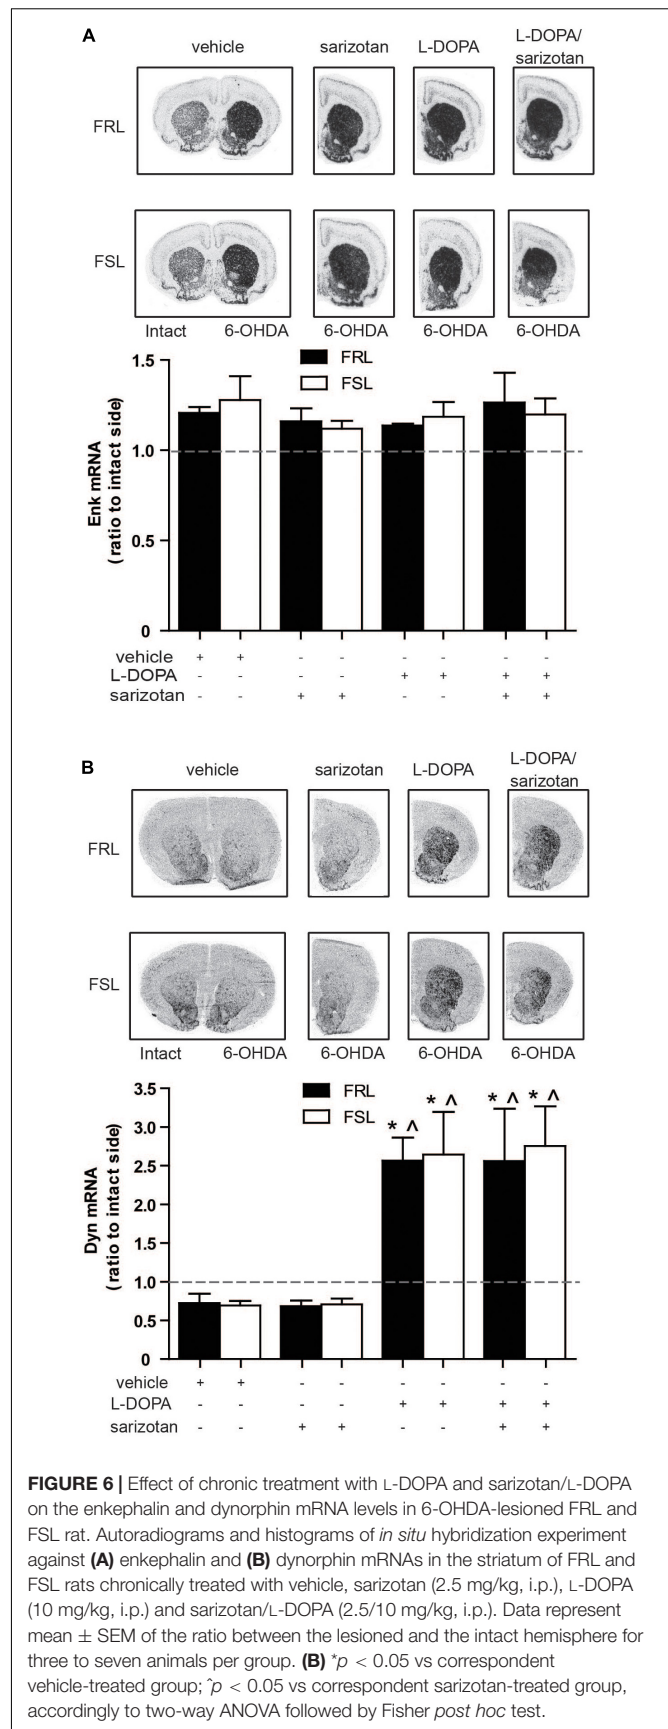 A
vehicle sarizotan L-DOPA L-DOPA/
sarizotan
FRL
FSL
Intact 6-OHDA 6-OHDA 6-OHDA 6-OHDA
1.5
FRL
FSL
1.0
Enk mRNA
(ratio to intact side)
0.5
0
vehicle + + - - - - - -
L-DOPA - - - - + + + +
sarizotan - - + + - - + +
B
vehicle sarizotan L-DOPA L-DOPA/
sarizotan
FRL
FSL
Intact 6-OHDA 6-OHDA 6-OHDA 6-OHDA
3.5
FRL
FSL
* ^ * ^ * ^ * ^
3.0
2.5
2.0
Dyn mRNA
(ratio to intact side)
1.5
1.0
0.5
0
vehicle + + - - - - - -
L-DOPA - - - - + + + +
sarizotan - - + + - - + +
FIGURE 6 | Effect of chronic treatment with L-DOPA and sarizotan/L-DOPA
on the enkephalin and dynorphin mRNA levels in 6-OHDA-lesioned FRL and
FSL rat. Autoradiograms and histograms of in situ hybridization experiment
against (A) enkephalin and (B) dynorphin mRNAs in the striatum of FRL and
FSL rats chronically treated with vehicle, sarizotan (2.5 mg/kg, i.p.), L-DOPA
(10 mg/kg, i.p.) and sarizotan/L-DOPA (2.5/10 mg/kg, i.p.). Data represent
mean ± SEM of the ratio between the lesioned and the intact hemisphere for
three to seven animals per group. (B) *p < 0.05 vs correspondent
vehicle-treated group; ^p < 0.05 vs correspondent sarizotan-treated group,
accordingly to two-way ANOVA followed by Fisher post hoc test.